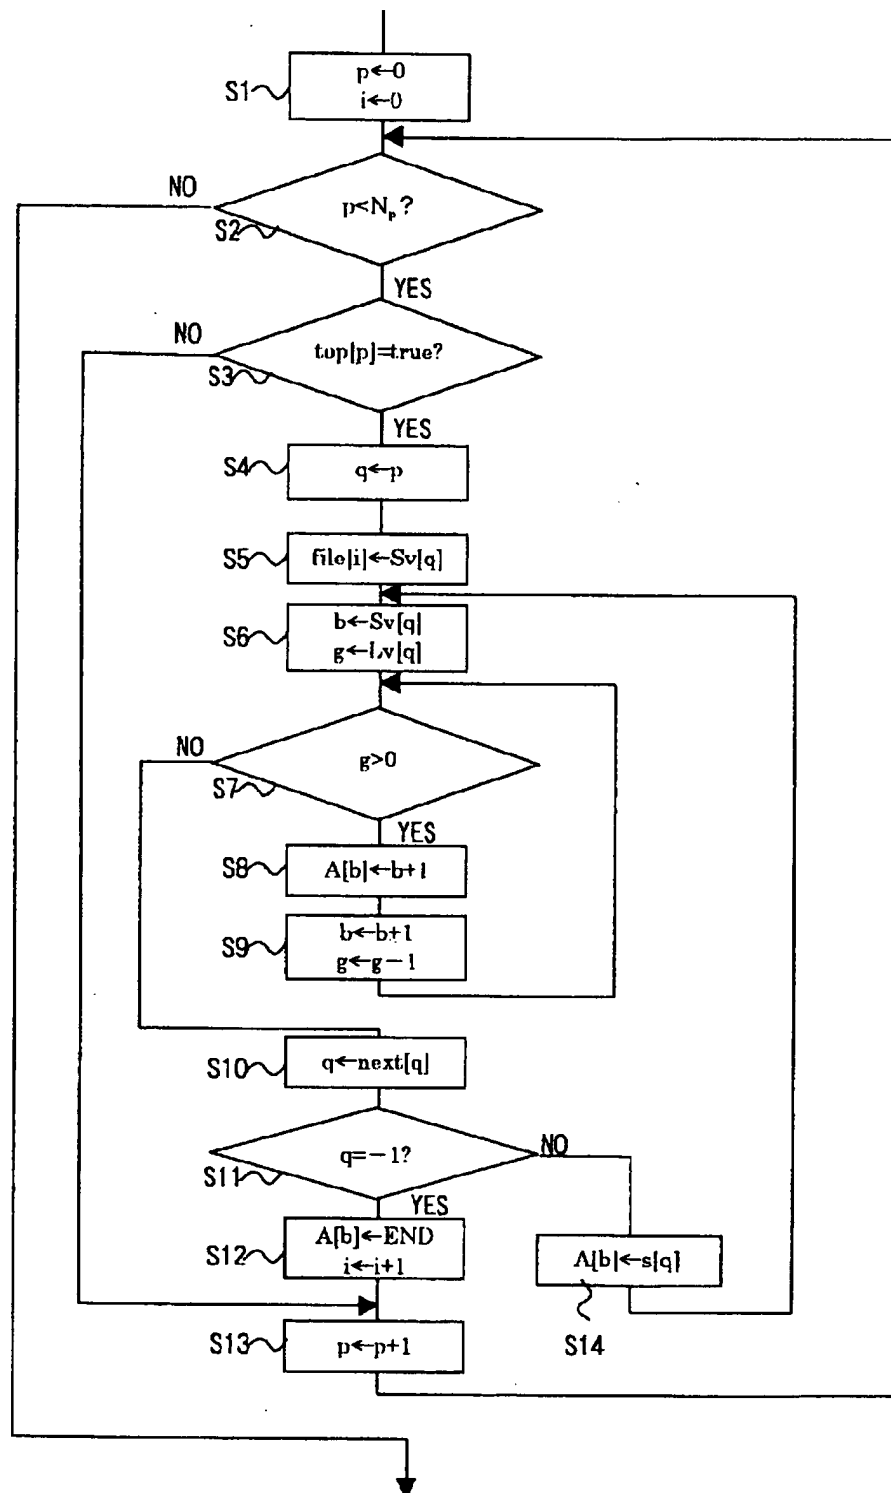 p←0
S1
i←0
NO
p<Np?
S2
YES
NO
top[p]=true?
S3
YES
S4
q←p
S5
file[i]←Sv[q]
b←Sv[q]
S6
g←Lv[q]
NO
g>0
S7
YES
S8
A[b]←b+1
b←b+1
S9
g←g-1
S10
q←next[q]
q=-1?
NO
S11
YES
A[b]←END
S12
i←i+1
A[b]←s[q]
S13
p←p+1
S14